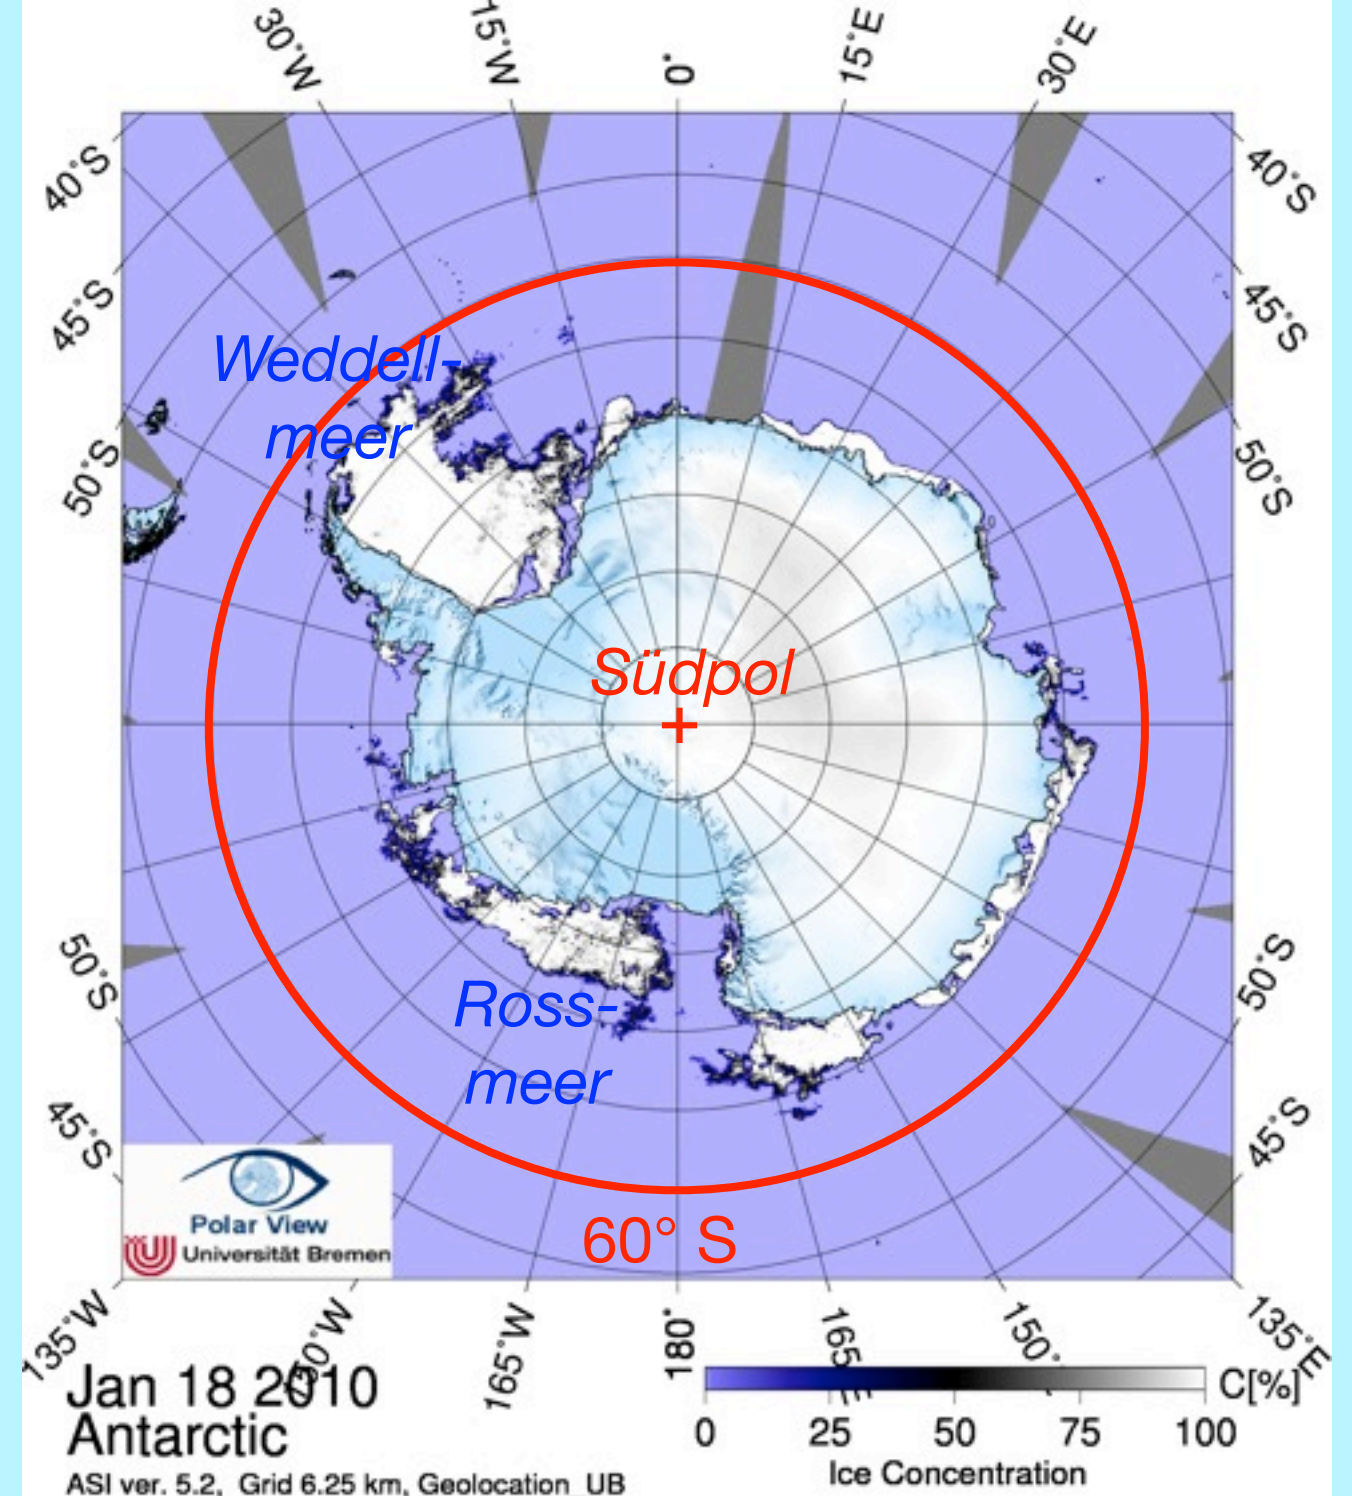 30°W
15°W
0°
15°E
30°E
40°S
40°S
45°S
45°S
Weddell-
meer
50°S
50°S
Südpol
50°S
50°S
Ross-
meer
45°S
45°S
60° S
Polar View
Universität Bremen
135°W
165°W
180°
135°E
Jan 18 2010
Antarctic
ASI ver. 5.2, Grid 6.25 km, Geolocation UB
C[%]
0 25 50 75 100
Ice Concentration